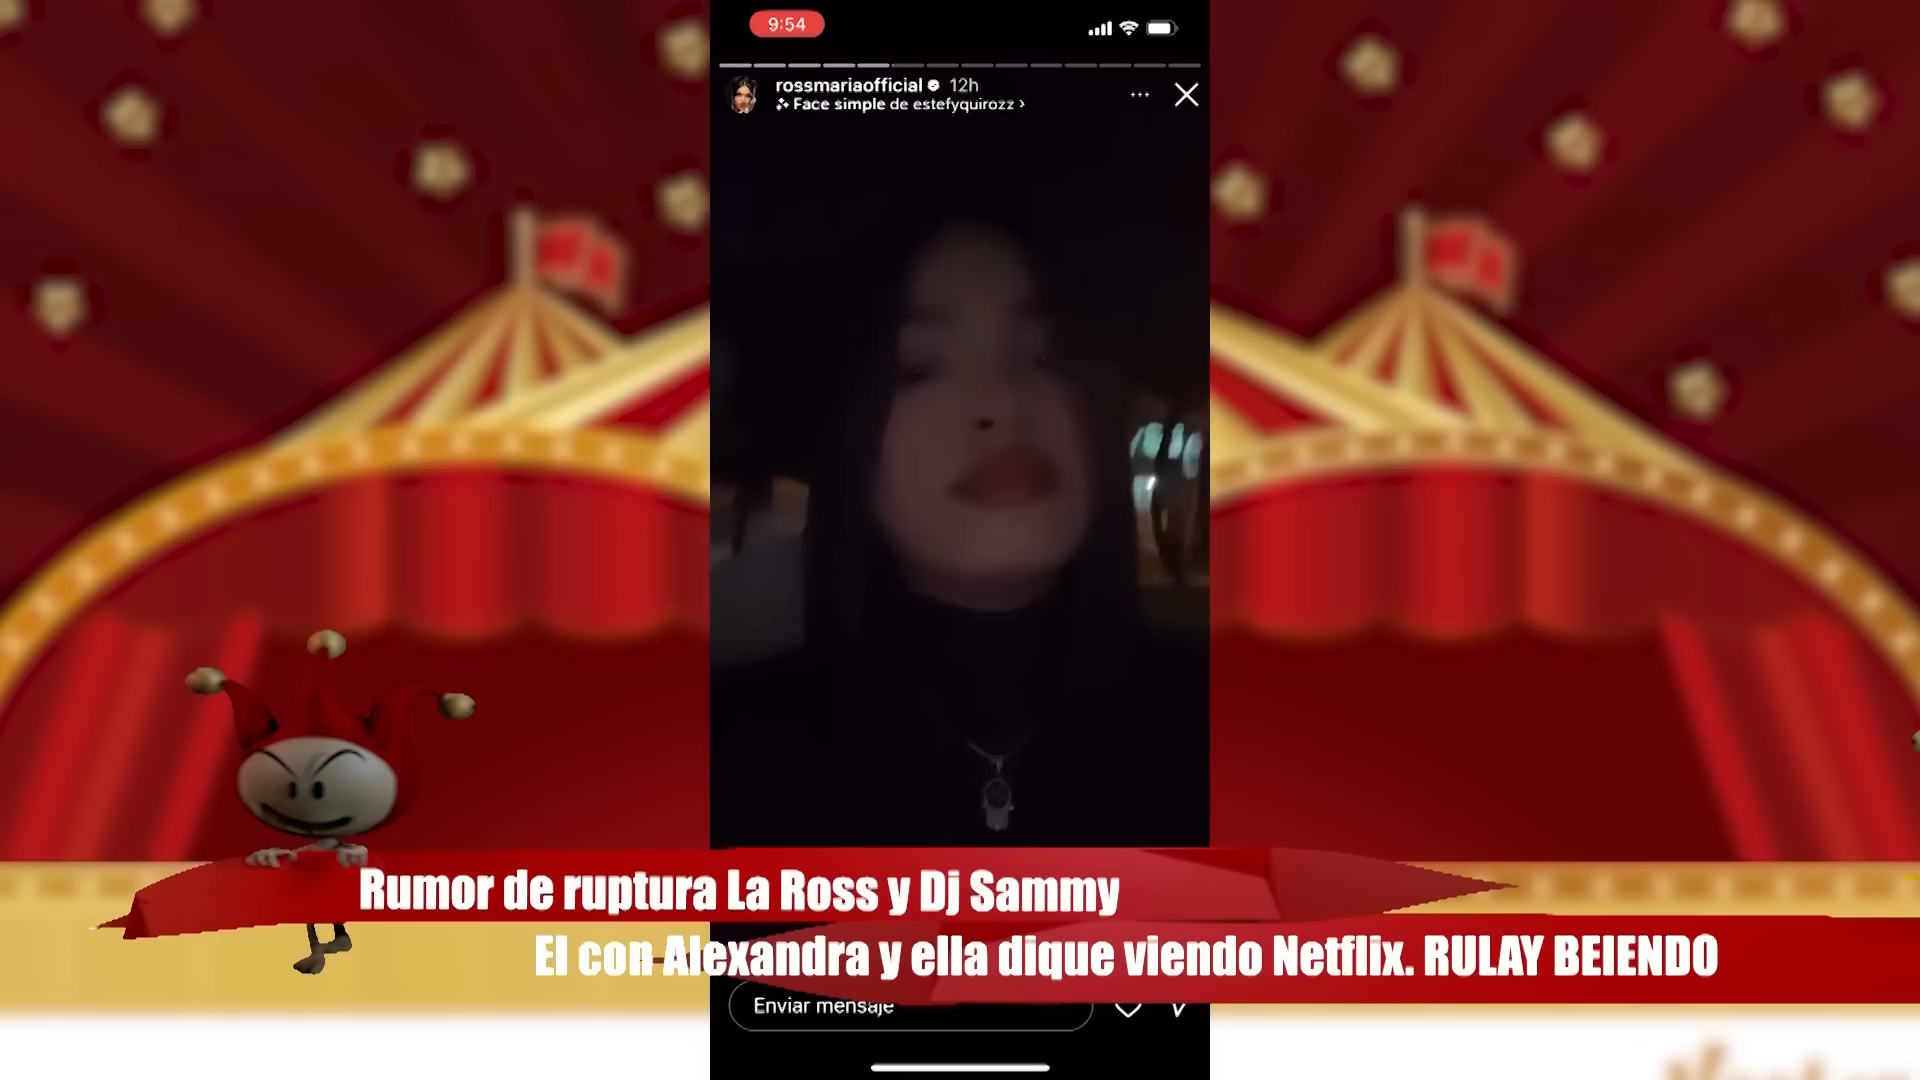 9:54
rossmariaofficial 12h
Face simple de estefyquirozz ›
Rumor de ruptura La Ross y Dj Sammy
El con Alexandra y ella dique viendo Netflix. RULAY BEIENDO
Enviar mensaje